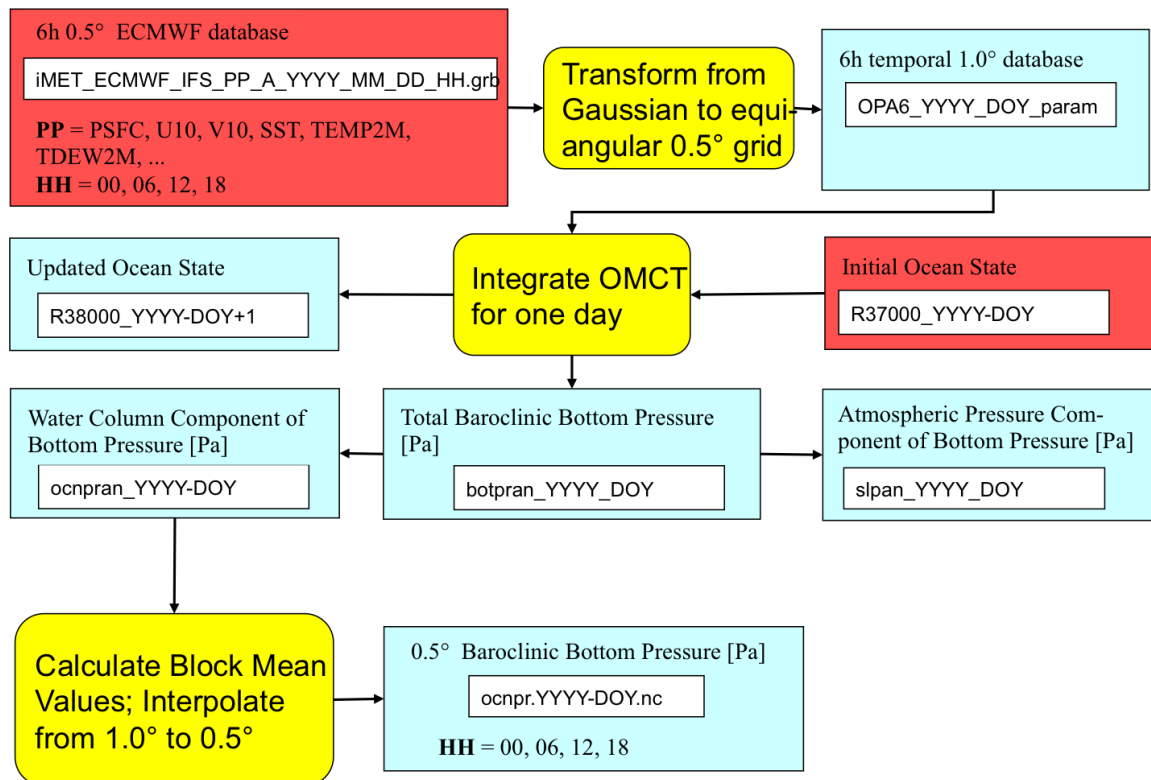 6h 0.5° ECMWF database
iMET_ECMWF_IFS_PP_A_YYYY_MM_DD_HH.grb
PP = PSFC, U10, V10, SST, TEMP2M,
TDEW2M, ...
HH = 00, 06, 12, 18
Transform from
Gaussian to equi-
angular 0.5° grid
6h temporal 1.0° database
OPA6_YYYY_DOY_param
Updated Ocean State
R38000_YYYY-DOY+1
Integrate OMCT
for one day
Initial Ocean State
R37000_YYYY-DOY
Water Column Component of
Bottom Pressure [Pa]
ocnpran_YYYY-DOY
Total Baroclinic Bottom Pressure
[Pa]
botpran_YYYY_DOY
Atmospheric Pressure Com-
ponent of Bottom Pressure [Pa]
slpan_YYYY_DOY
Calculate Block Mean
Values; Interpolate
from 1.0° to 0.5°
0.5° Baroclinic Bottom Pressure [Pa]
ocnpr.YYYY-DOY.nc
HH = 00, 06, 12, 18